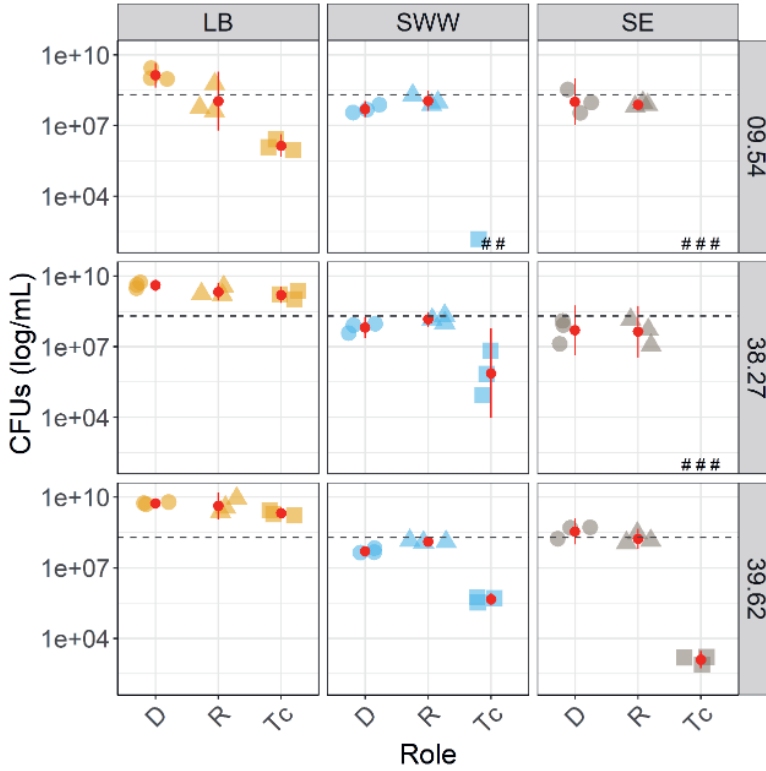 LB SWW SE
CFUs (log/mL)
1e+10
1e+07
1e+04
##
###
09.54
1e+10
1e+07
1e+04
###
38.27
1e+10
1e+07
1e+04
39.62
D R Tc D R Tc D R Tc
Role